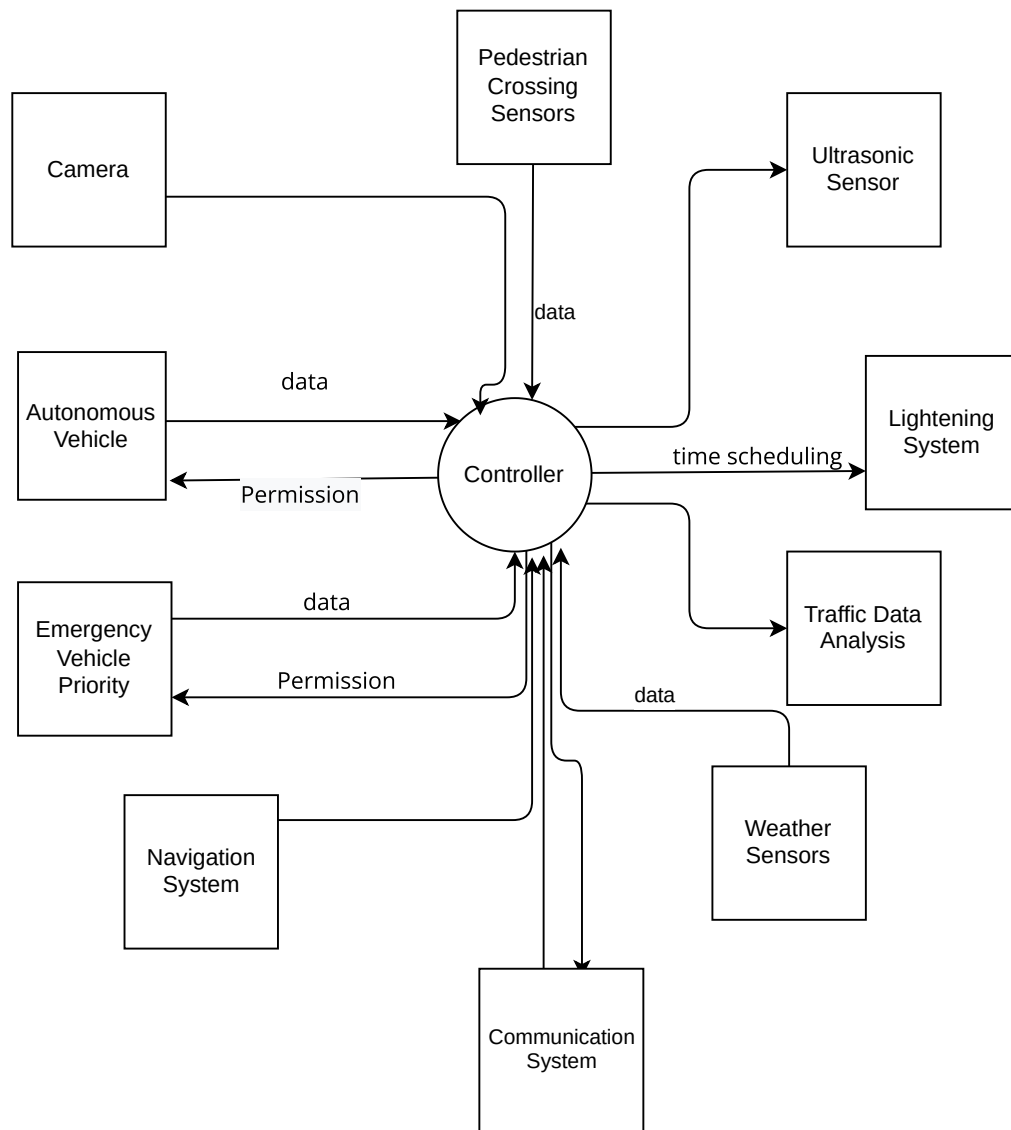 Pedestrian
Crossing
Sensors
Camera
Ultrasonic
Sensor
data
data
Autonomous
Vehicle
Lightening
System
time scheduling
Controller
Permission
data
Emergency
Vehicle
Priority
Traffic Data
Analysis
Permission
data
Weather
Sensors
Navigation
System
Communication
System